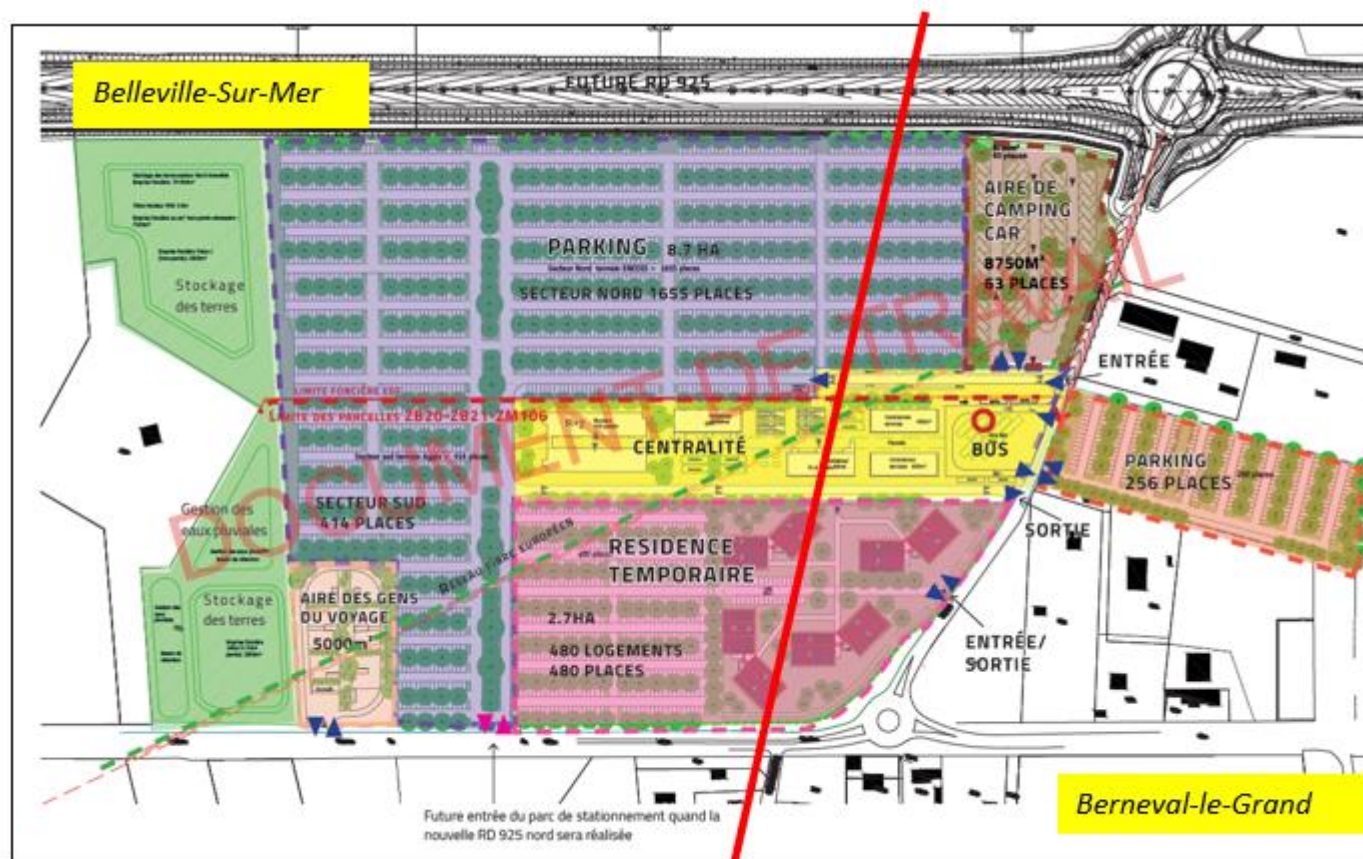 FUTURE RD 925
Belleville-Sur-Mer
Stockage
des terres
PARKING 8.7 HA
SECTEUR NORD 1655 PLACES
AIRE DE
CAMPING
CAR
8750M²
63 PLACES
ENTRÉE
LIMITE FONCIÈRE EDF
LIMITE DES PARCELLES ZB20-ZB21-ZM106
DOCUMENT DE TRAVAIL
CENTRALITÉ
BUS
PARKING
256 PLACES
SECTEUR SUD
414 PLACES
Gestion des
eaux pluviales
SORTIE
RESIDENCE
TEMPORAIRE
RESEAU FIBRE EUROPÉEN
Stockage
des terres
AIRE DES GENS
DU VOYAGE
5000m²
2.7HA
480 LOGEMENTS
480 PLACES
ENTRÉE/
SORTIE
Future entrée du parc de stationnement quand la
nouvelle RD 925 nord sera réalisée
Berneval-le-Grand